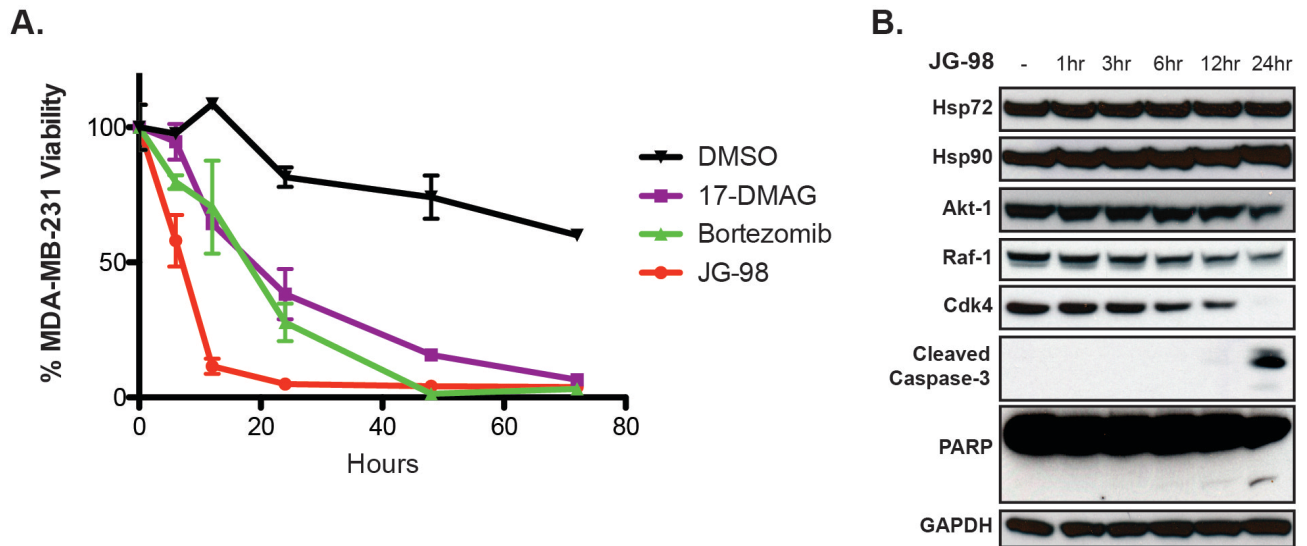 A.
% MDA-MB-231 Viability
100
50
0
0 20 40 60 80
Hours
DMSO
17-DMAG
Bortezomib
JG-98
B.
JG-98 - 1hr 3hr 6hr 12hr 24hr
Hsp72
Hsp90
Akt-1
Raf-1
Cdk4
Cleaved
Caspase-3
PARP
GAPDH